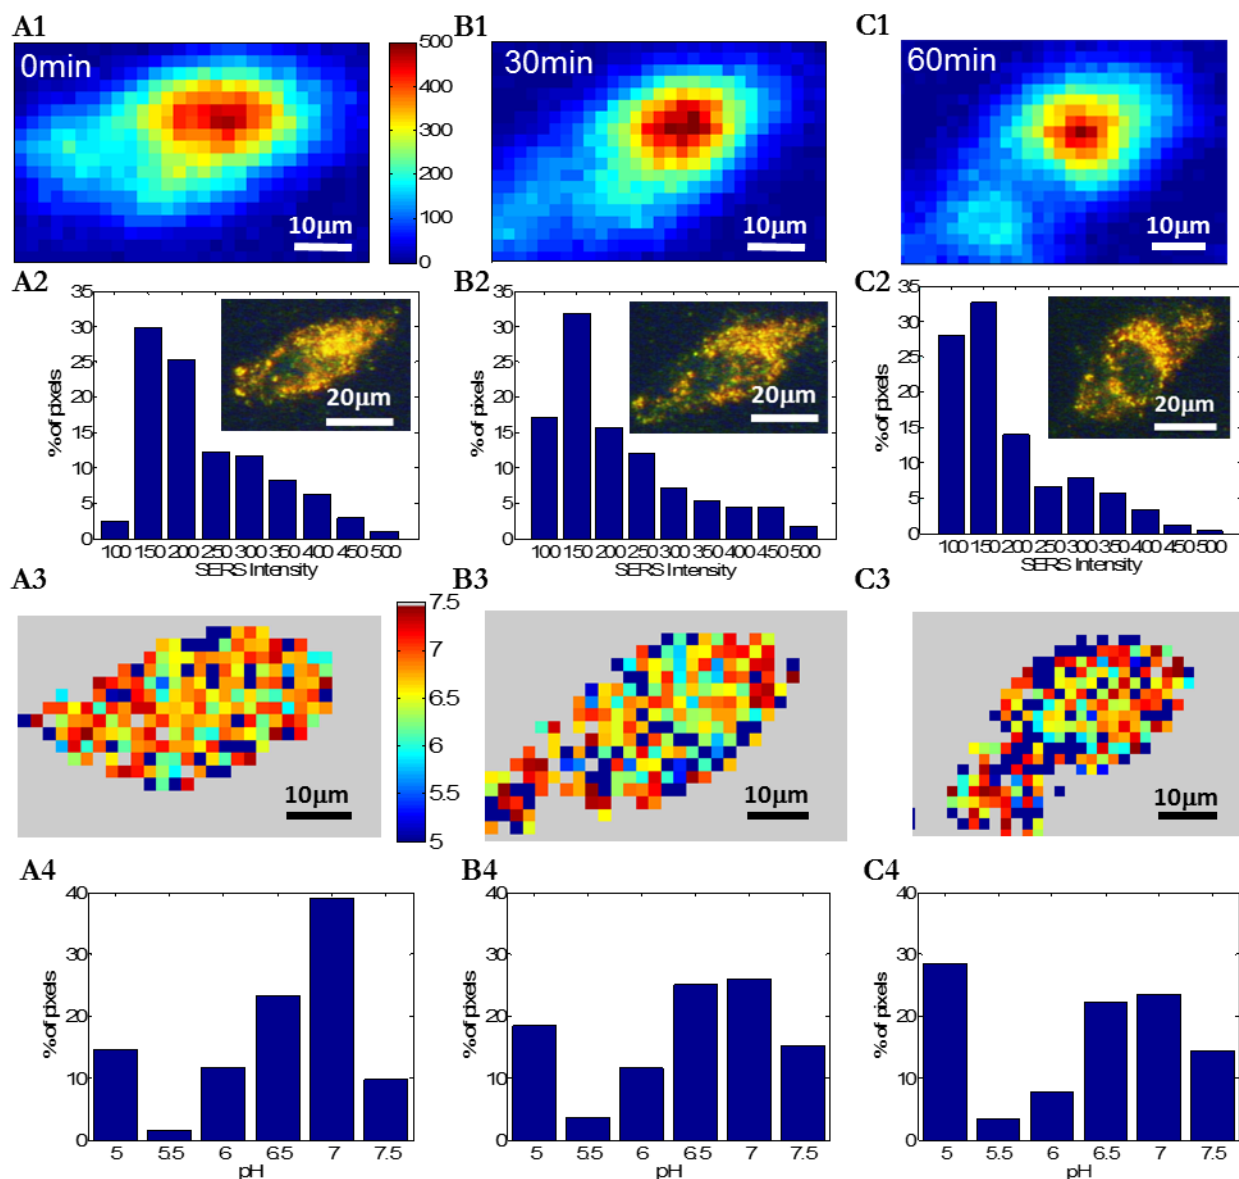 A1 B1 C1
0min 500 30min 60min
400
300
200
100
0
10µm 10µm 10µm
A2 B2 C2
35 35 35
30 30 30
25 25 25
20 20 20
15 15 15
10 10 10
5 5 5
0 0 0
% of pixels % of pixels % of pixels
20µm 20µm 20µm
100 150 200 250 300 350 400 450 500 100 150 200 250 300 350 400 450 500 100 150 200 250 300 350 400 450 500
SERS Intensity SERS Intensity SERS Intensity
A3 B3 C3
7.5
7
6.5
6
5.5
5
10µm 10µm 10µm
A4 B4 C4
40 40 40
30 30 30
20 20 20
10 10 10
0 0 0
% of pixels % of pixels % of pixels
5 5.5 6 6.5 7 7.5 5 5.5 6 6.5 7 7.5 5 5.5 6 6.5 7 7.5
pH pH pH